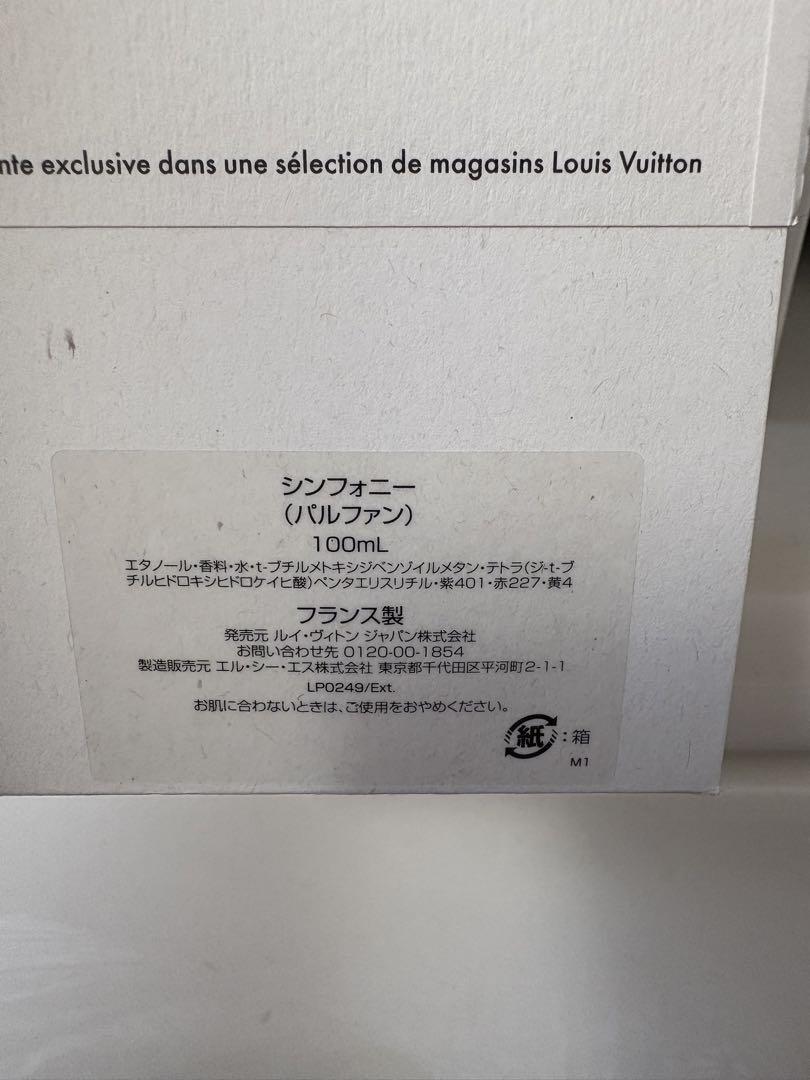 exclusive dans une sélection de magasins Louis Vuitton
シンフォニー
（パルファン）
100mL
エタノール・香料・水・t-ブチルメトキシジベンゾイルメタン・テトラ(ジ-t-ブ
チルヒドロキシヒドロケイヒ酸)ペンタエリスリチル・紫401・赤227・黄4
フランス製
発売元 ルイ・ヴィトン ジャパン株式会社
お問い合わせ先 0120-00-1854
製造販売元 エル・シー・エス株式会社 東京都千代田区平河町2-1-1
LP0249/Ext.
お肌に合わないときは、ご使用をおやめください。
紙：箱
M1